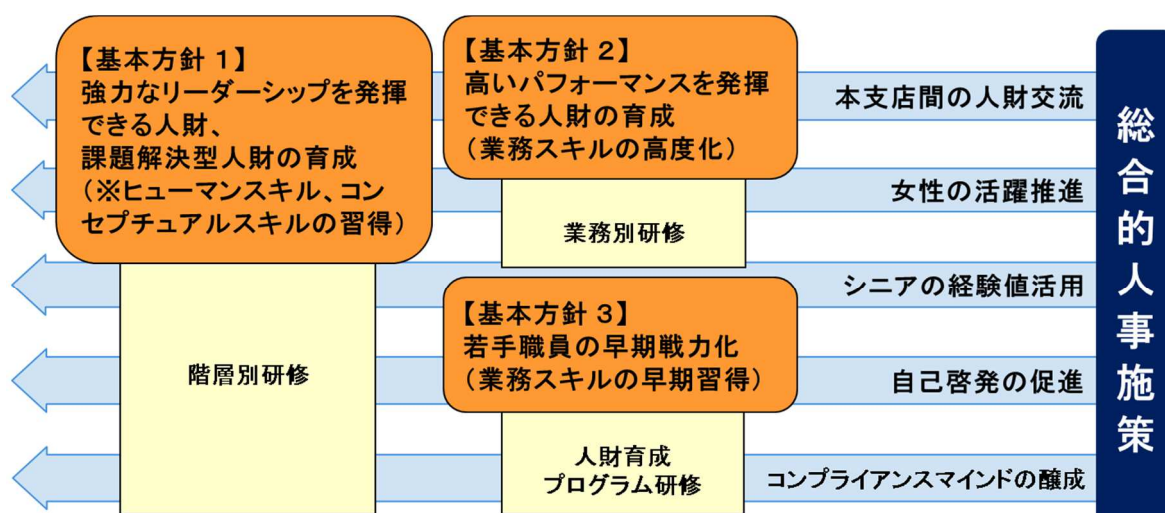 【基本方針 1】
強力なリーダーシップを発揮
できる人財、
課題解決型人財の育成
(※ヒューマンスキル、コン
セプチュアルスキルの習得)
階層別研修
【基本方針 2】
高いパフォーマンスを発揮
できる人財の育成
(業務スキルの高度化)
業務別研修
【基本方針 3】
若手職員の早期戦力化
(業務スキルの早期習得)
人財育成
プログラム研修
本支店間の人財交流
女性の活躍推進
シニアの経験値活用
自己啓発の促進
コンプライアンスマインドの醸成
総合的人事施策